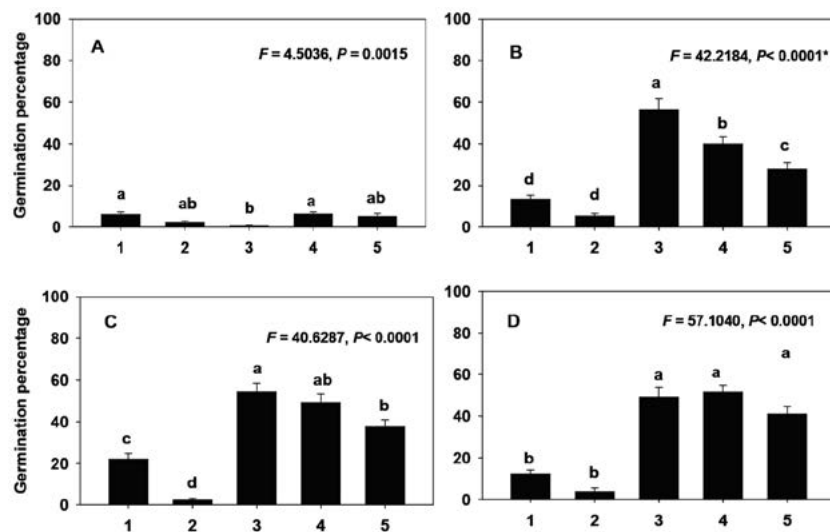 A
F = 4.5036, P = 0.0015
Germination percentage
100
80
60
40
20
0
a
ab
b
a
ab
1 2 3 4 5
B
F = 42.2184, P< 0.0001*
100
80
60
40
20
0
d
d
a
b
c
1 2 3 4 5
C
F = 40.6287, P< 0.0001
Germination percentage
100
80
60
40
20
0
c
d
a
ab
b
1 2 3 4 5
D
F = 57.1040, P< 0.0001
100
80
60
40
20
0
b
b
a
a
a
1 2 3 4 5